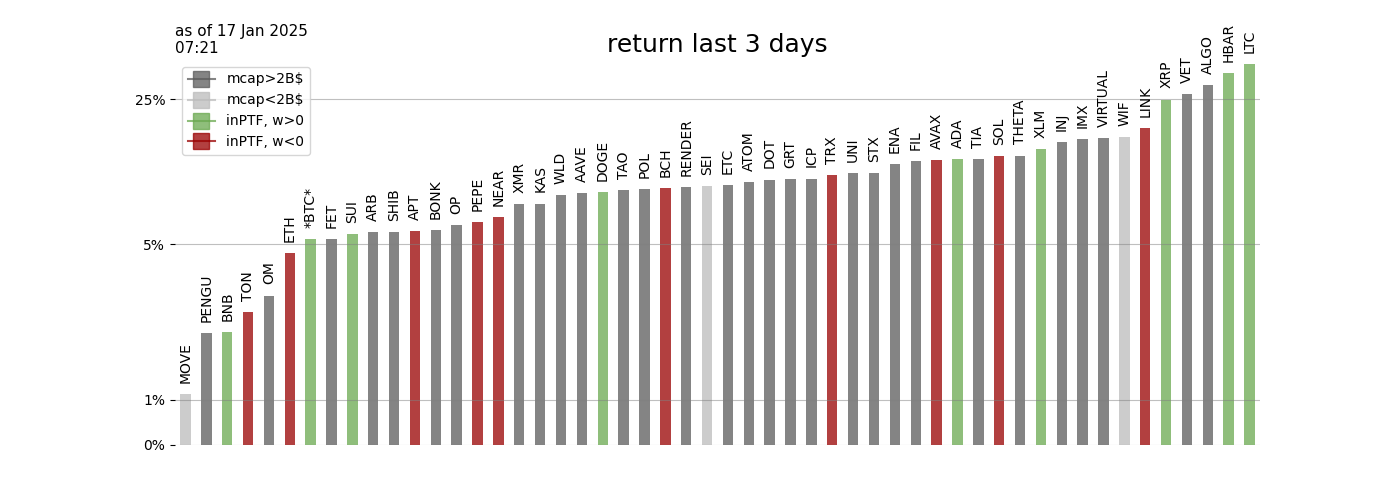 as of 17 Jan 2025
07:21
return last 3 days
mcap>2B$
mcap<2B$
inPTF, w>0
inPTF, w<0
25%
5%
1%
0%
MOVE
PENGU
BNB
TON
OM
ETH
*BTC*
FET
SUI
ARB
SHIB
APT
BONK
OP
PEPE
NEAR
XMR
KAS
WLD
AAVE
DOGE
TAO
POL
BCH
RENDER
SEI
ETC
ATOM
DOT
GRT
ICP
TRX
UNI
STX
ENA
FIL
AVAX
ADA
TIA
SOL
THETA
XLM
INJ
IMX
VIRTUAL
WIF
LINK
XRP
VET
ALGO
HBAR
LTC